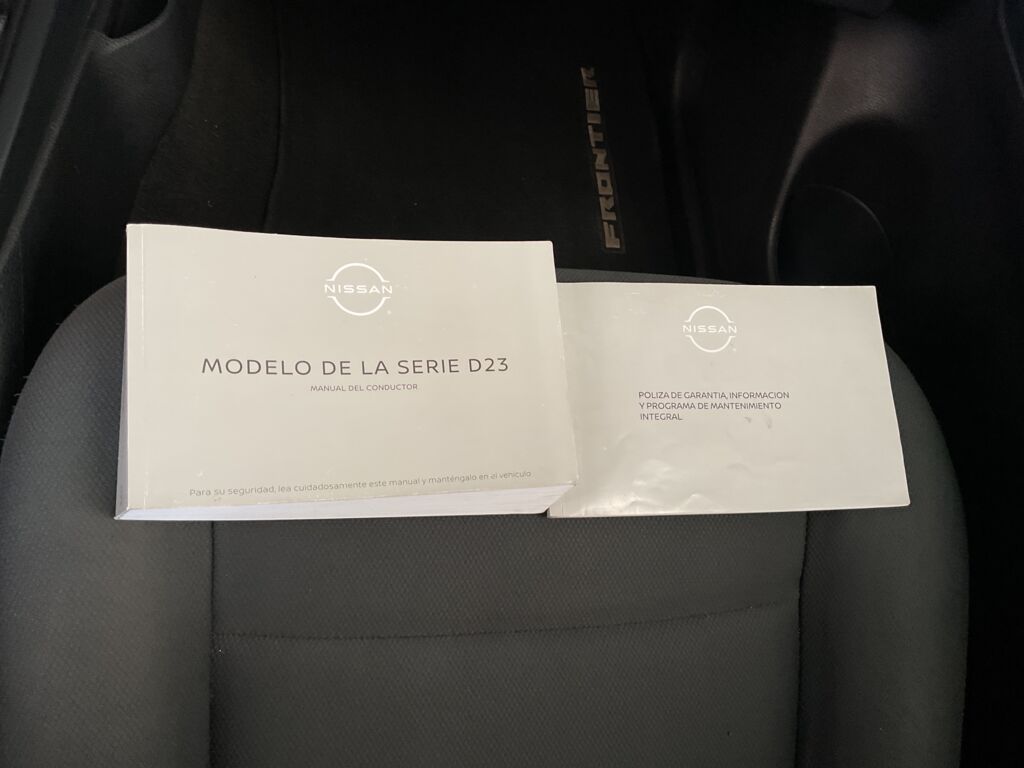 FRONTIER
NISSAN
MODELO DE LA SERIE D23
MANUAL DEL CONDUCTOR
Para su seguridad, lea cuidadosamente este manual y manténgalo en el vehículo
NISSAN
POLIZA DE GARANTIA, INFORMACION
Y PROGRAMA DE MANTENIMIENTO
INTEGRAL